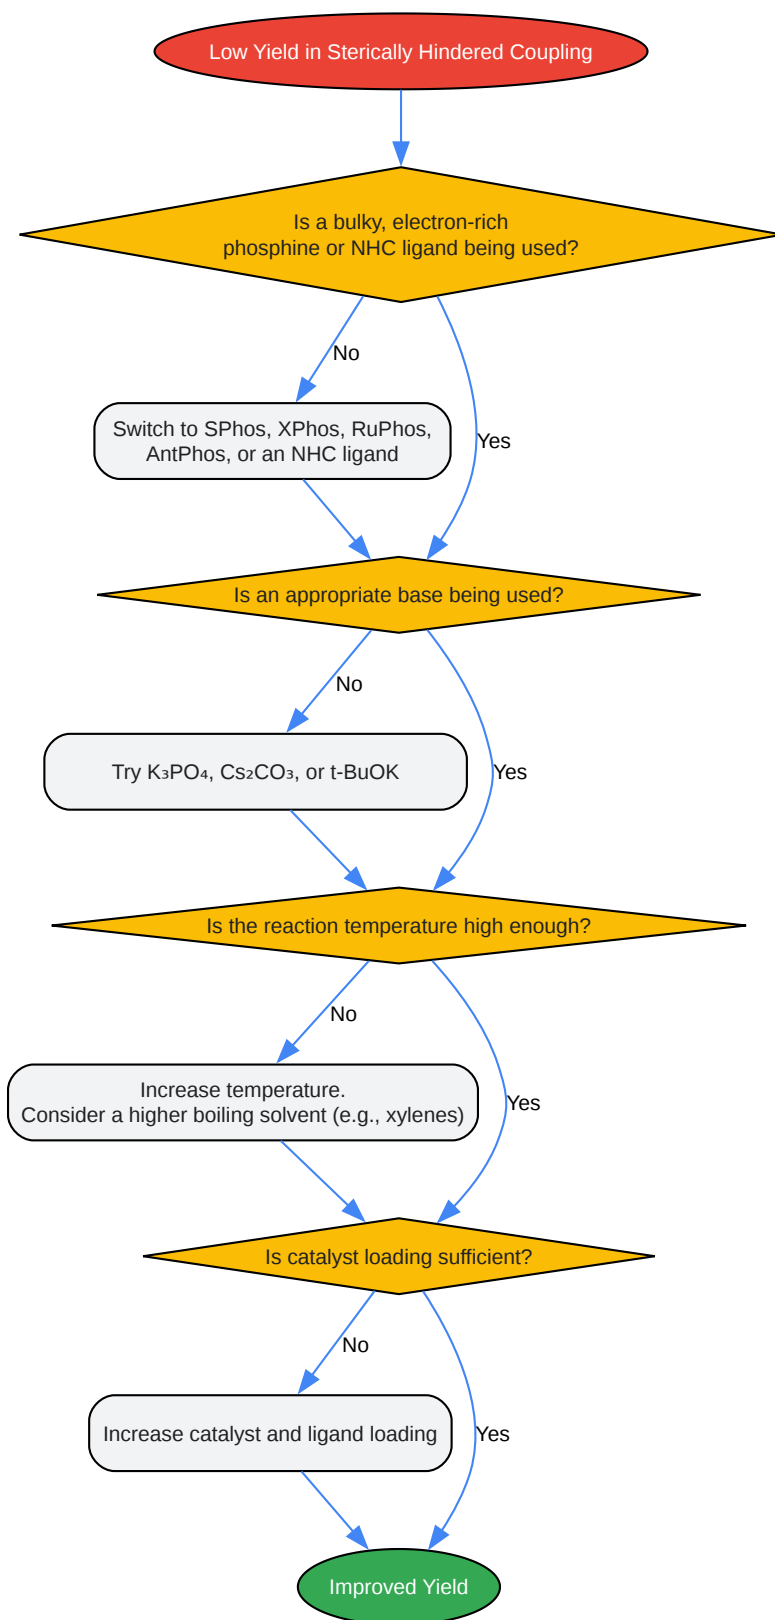 Low Yield in Sterically Hindered Coupling
Is a bulky, electron-rich
phosphine or NHC ligand being used?
No
Switch to SPhos, XPhos, RuPhos,
AntPhos, or an NHC ligand
Yes
Is an appropriate base being used?
No
Try K₃PO₄, Cs₂CO₃, or t-BuOK
Yes
Is the reaction temperature high enough?
No
Increase temperature.
Consider a higher boiling solvent (e.g., xylenes)
Yes
Is catalyst loading sufficient?
No
Increase catalyst and ligand loading
Yes
Improved Yield